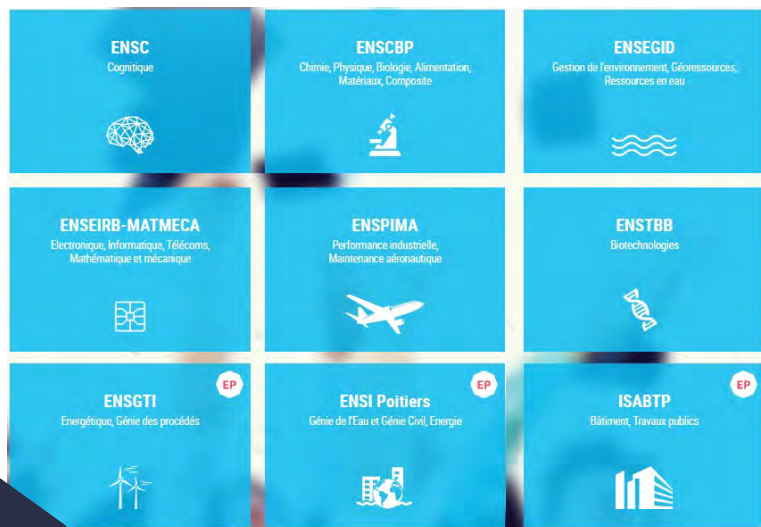 ENSC
Cognitique
ENSCBP
Chimie, Physique, Biologie, Alimentation,
Matériaux, Composite
ENSEGID
Gestion de l'environnement, Géoressources,
Ressources en eau
ENSEIRB-MATMECA
Electronique, Informatique, Télécoms,
Mathématique et mécanique
ENSPIMA
Performance industrielle,
Maintenance aéronautique
ENSTBB
Biotechnologies
EP
ENSGTI
Energétique, Génie des procédés
EP
ENSI Poitiers
Génie de l'Eau et Génie Civil, Energie
EP
ISABTP
Bâtiment, Travaux publics